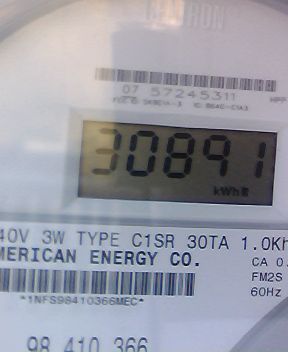 CENTRON
07 57245311
30891
kWh
40V 3W TYPE C1SR 30TA 1.0Kh
MERICAN ENERGY CO.
CA 0.
FM2S
60Hz
*1NFS98410366MEC*
98 410 366